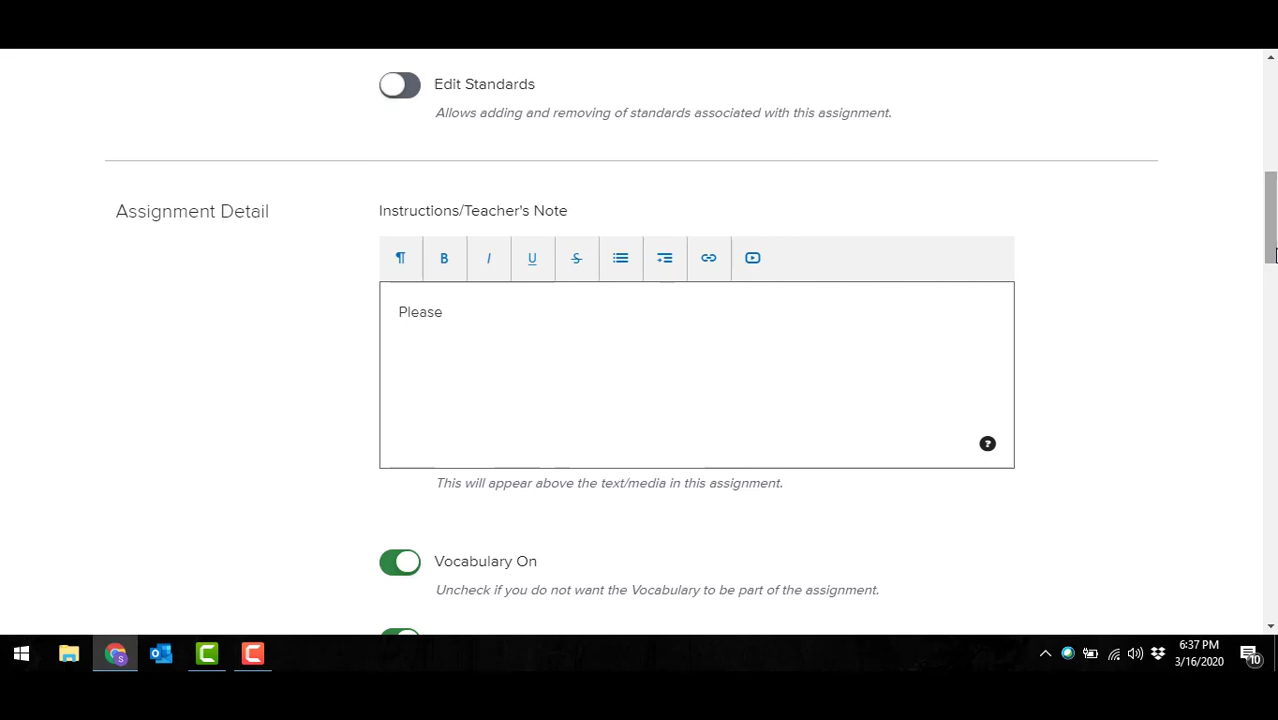 Edit Standards
Allows adding and removing of standards associated with this assignment.
Assignment Detail
Instructions/Teacher's Note
¶ B I U S
Please
?
This will appear above the text/media in this assignment.
Vocabulary On
Uncheck if you do not want the Vocabulary to be part of the assignment.
6:37 PM
3/16/2020
10